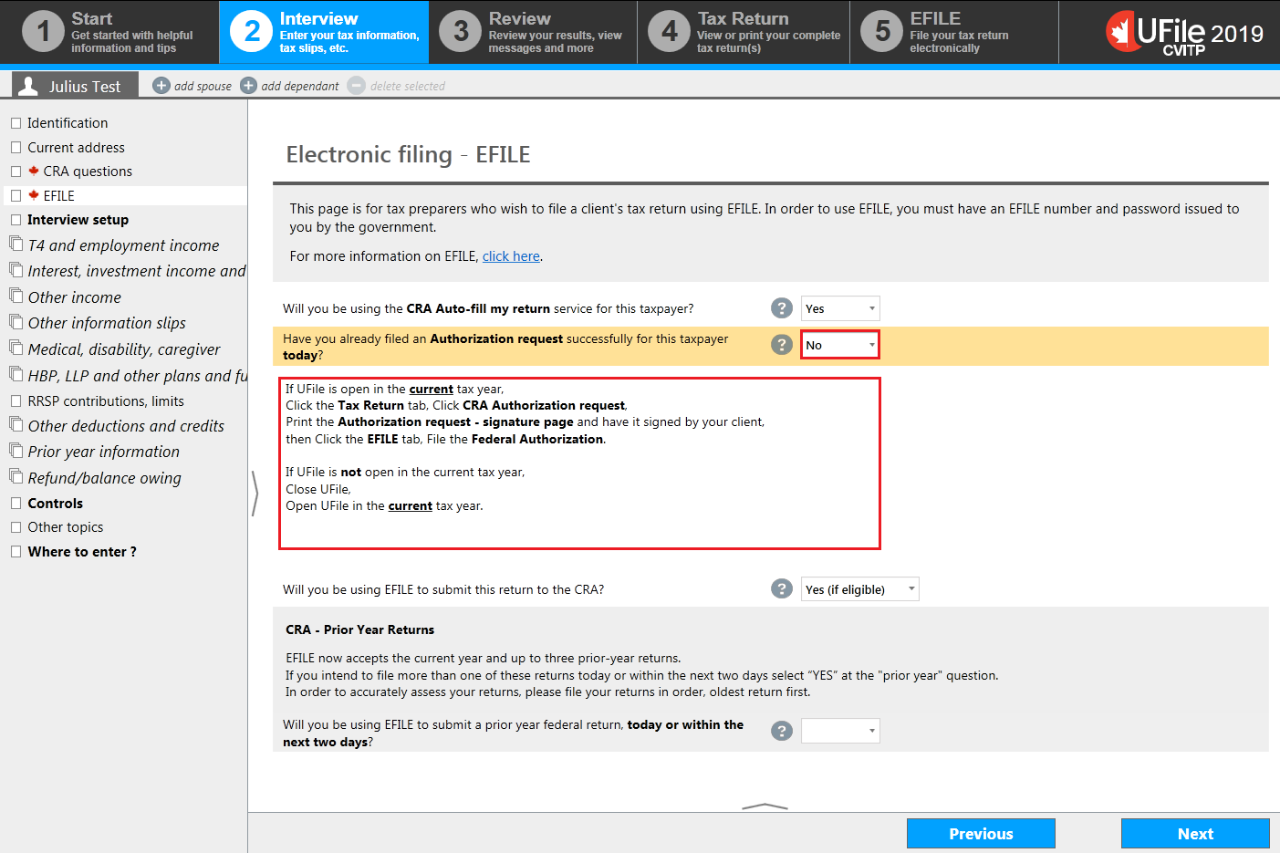 1
Start
Get started with helpful
information and tips
2
Interview
Enter your tax information,
tax slips, etc.
3
Review
Review your results, view
messages and more
4
Tax Return
View or print your complete
tax return(s)
5
EFILE
File your tax return
electronically
UFile 2019
CVITP
Julius Test
+ add spouse + add dependant − delete selected
Identification
Current address
CRA questions
EFILE
Interview setup
T4 and employment income
Interest, investment income and
Other income
Other information slips
Medical, disability, caregiver
HBP, LLP and other plans and fu
RRSP contributions, limits
Other deductions and credits
Prior year information
Refund/balance owing
Controls
Other topics
Where to enter ?
Electronic filing - EFILE
This page is for tax preparers who wish to file a client's tax return using EFILE. In order to use EFILE, you must have an EFILE number and password issued to
you by the government.
For more information on EFILE, click here.
Will you be using the CRA Auto-fill my return service for this taxpayer? ? Yes
Have you already filed an Authorization request successfully for this taxpayer
today? ? No
If UFile is open in the current tax year,
Click the Tax Return tab, Click CRA Authorization request,
Print the Authorization request - signature page and have it signed by your client,
then Click the EFILE tab, File the Federal Authorization.
If UFile is not open in the current tax year,
Close UFile,
Open UFile in the current tax year.
Will you be using EFILE to submit this return to the CRA? ? Yes (if eligible)
CRA - Prior Year Returns
EFILE now accepts the current year and up to three prior-year returns.
If you intend to file more than one of these returns today or within the next two days select “YES” at the "prior year" question.
In order to accurately assess your returns, please file your returns in order, oldest return first.
Will you be using EFILE to submit a prior year federal return, today or within the
next two days? ?
Previous
Next